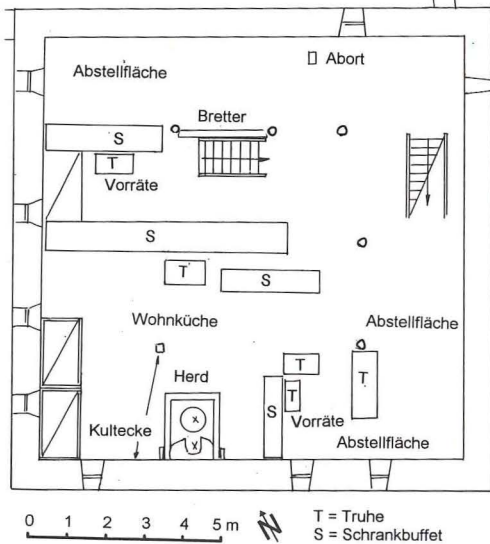 Abstellfläche
Abort
Bretter
S
T
Vorräte
S
T
S
Wohnküche
Abstellfläche
Herd
T
T
T
S
Kultecke
Vorräte
Abstellfläche
x
x
0 1 2 3 4 5 m
N
T = Truhe
S = Schrankbuffet